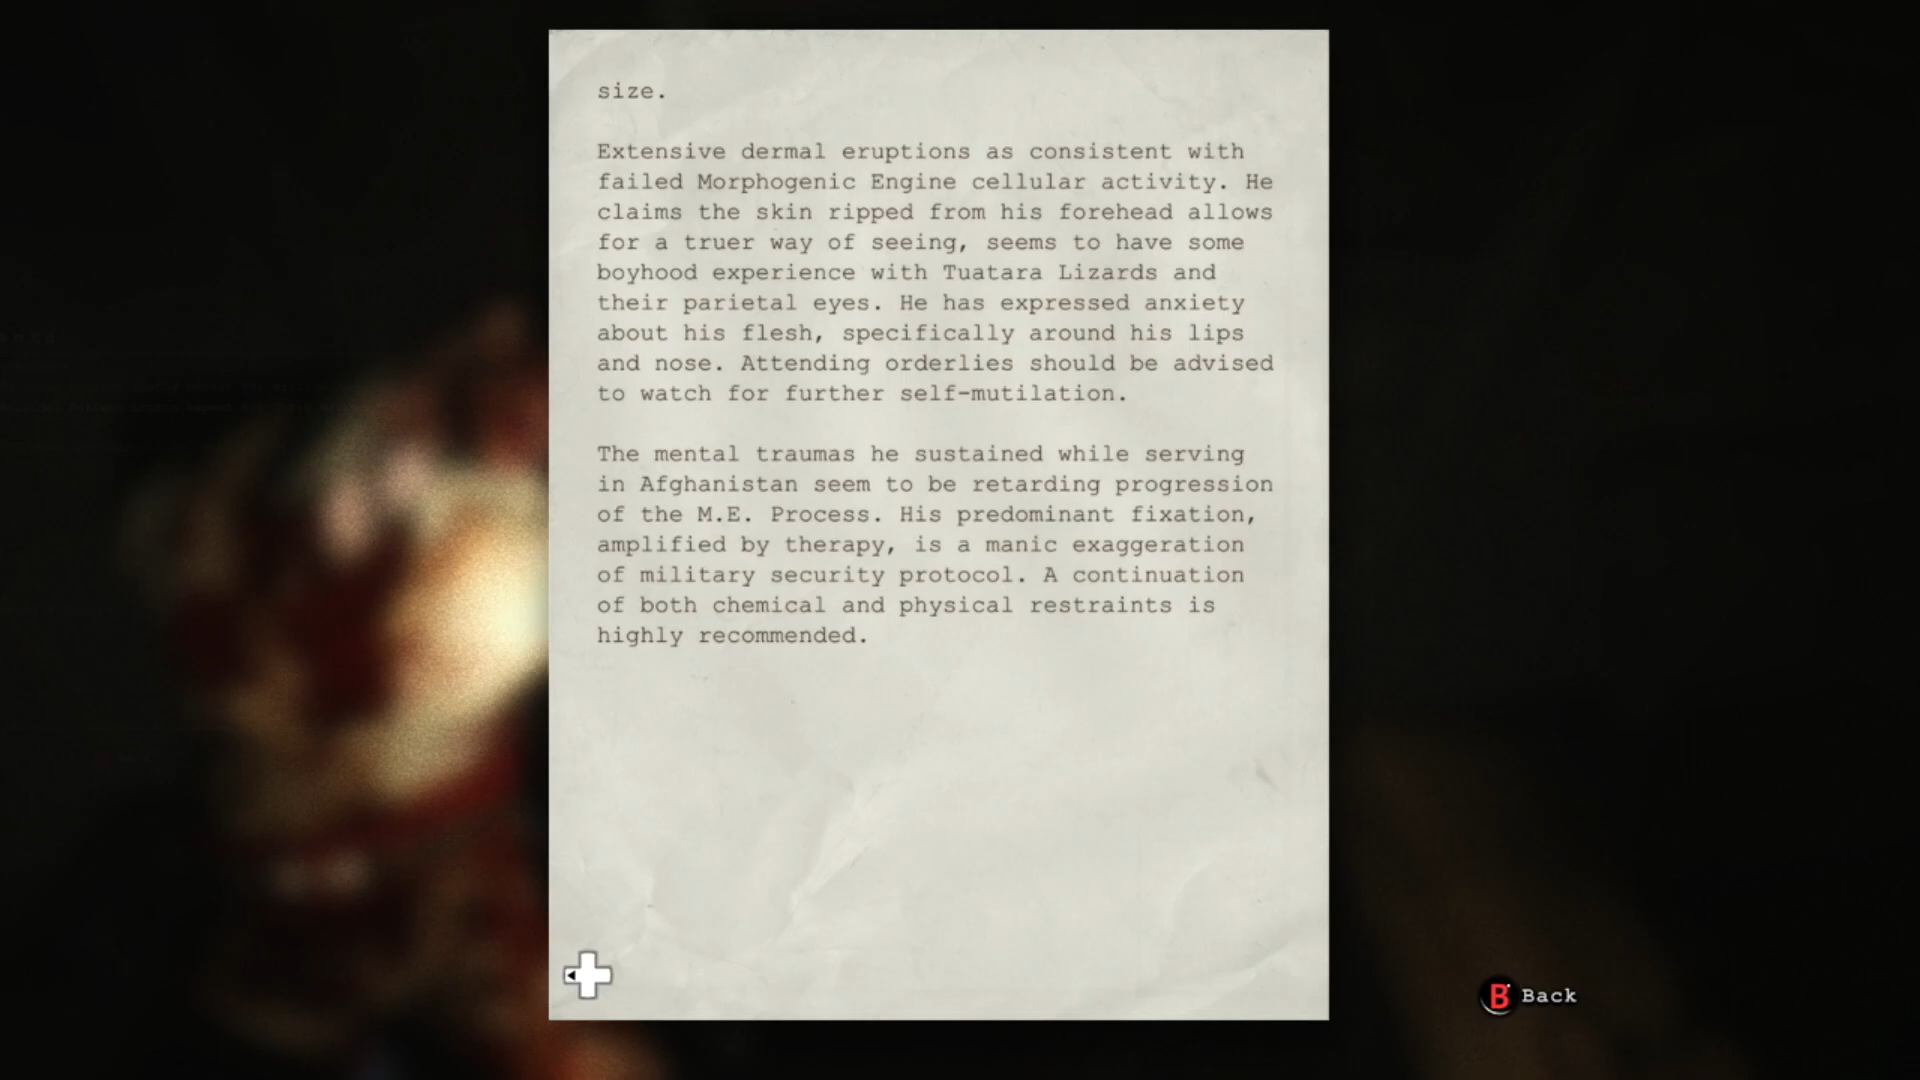 size.
Extensive dermal eruptions as consistent with
failed Morphogenic Engine cellular activity. He
claims the skin ripped from his forehead allows
for a truer way of seeing, seems to have some
boyhood experience with Tuatara Lizards and
their parietal eyes. He has expressed anxiety
about his flesh, specifically around his lips
and nose. Attending orderlies should be advised
to watch for further self-mutilation.
The mental traumas he sustained while serving
in Afghanistan seem to be retarding progression
of the M.E. Process. His predominant fixation,
amplified by therapy, is a manic exaggeration
of military security protocol. A continuation
of both chemical and physical restraints is
highly recommended.
B Back